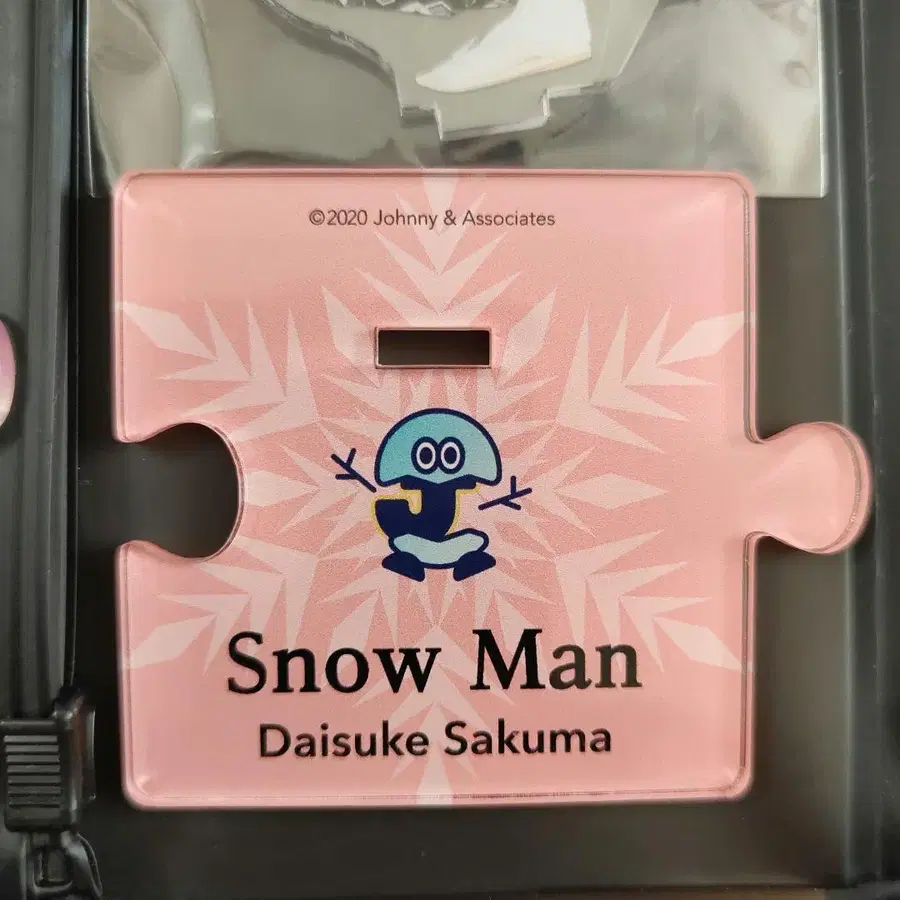 ©2020 Johnny & Associates
Snow Man
Daisuke Sakuma